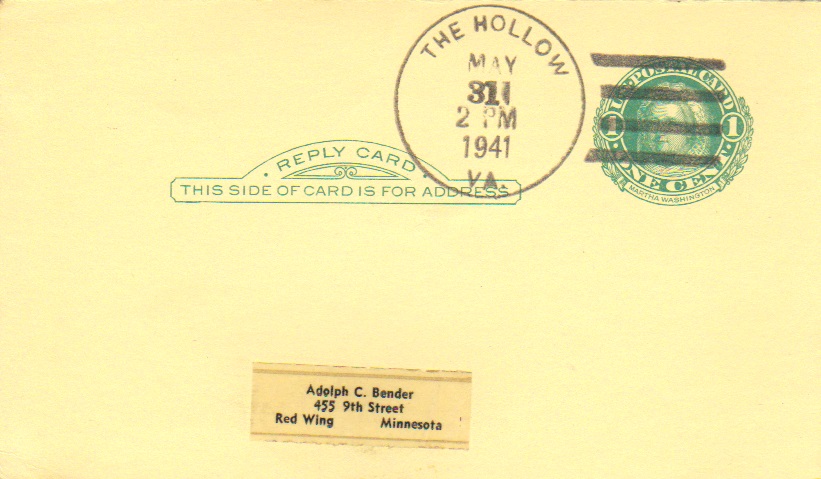 THE HOLLOW
MAY
31
2 PM
1941
VA.
U.S. POSTAL CARD
1 1
ONE CENT
MARTHA WASHINGTON
REPLY CARD
THIS SIDE OF CARD IS FOR ADDRESS
Adolph C. Bender
455 9th Street
Red Wing Minnesota